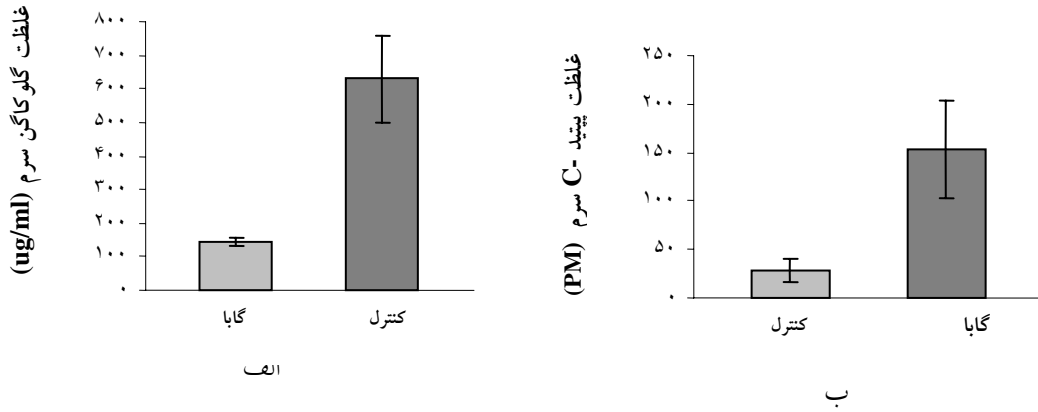 غلظت گلوکاگن سرم (ug/ml)
۸۰۰
۷۰۰
۶۰۰
۵۰۰
۴۰۰
۳۰۰
۲۰۰
۱۰۰
۰
گابا کنترل
الف
غلظت پپتید -C سرم (PM)
۲۵۰
۲۰۰
۱۵۰
۱۰۰
۵۰
۰
کنترل گابا
ب